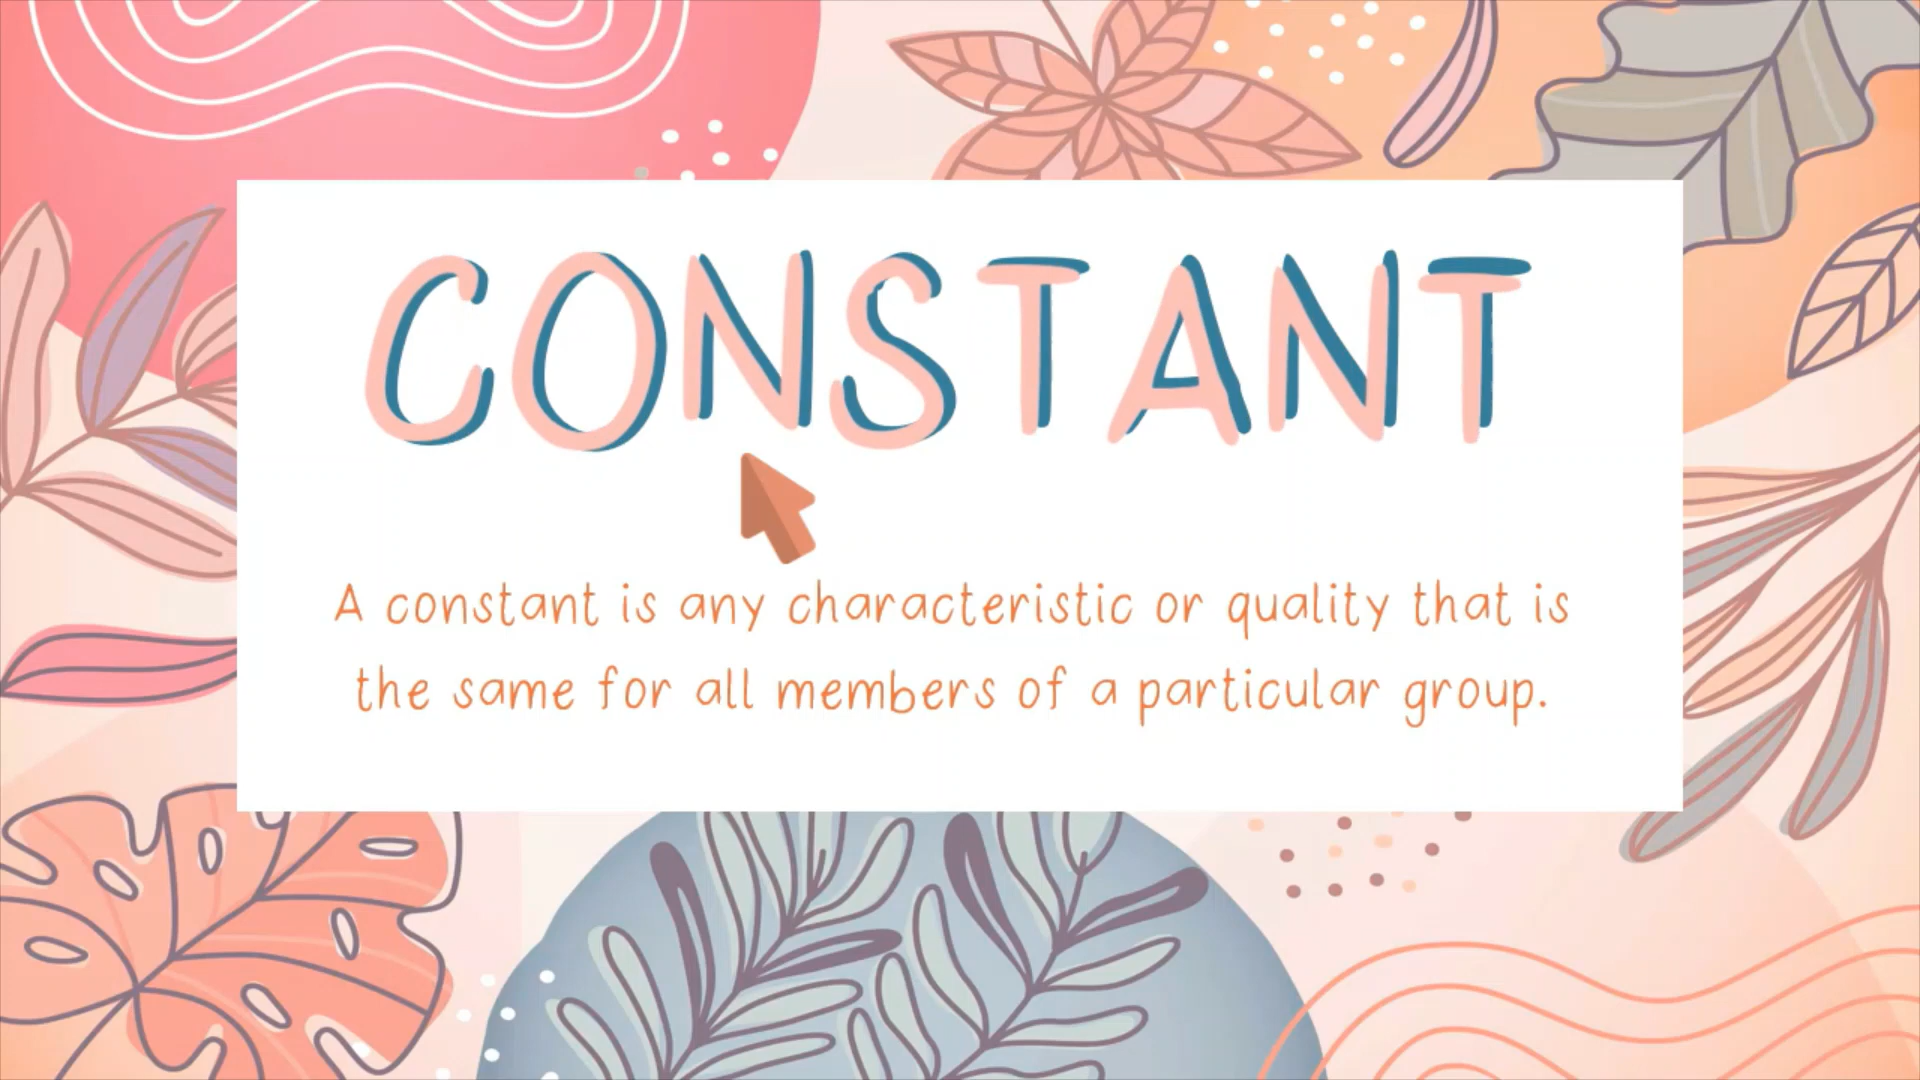 CONSTANT
A constant is any characteristic or quality that is
the same for all members of a particular group.